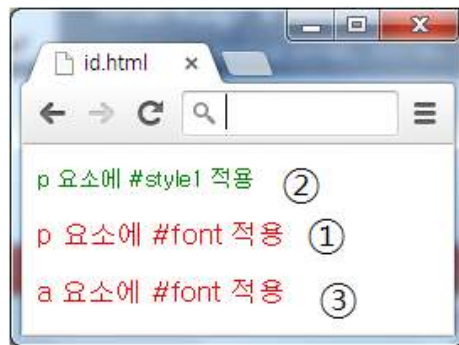 id.html
p 요소에 #style1 적용 ②
p 요소에 #font 적용 ①
a 요소에 #font 적용 ③